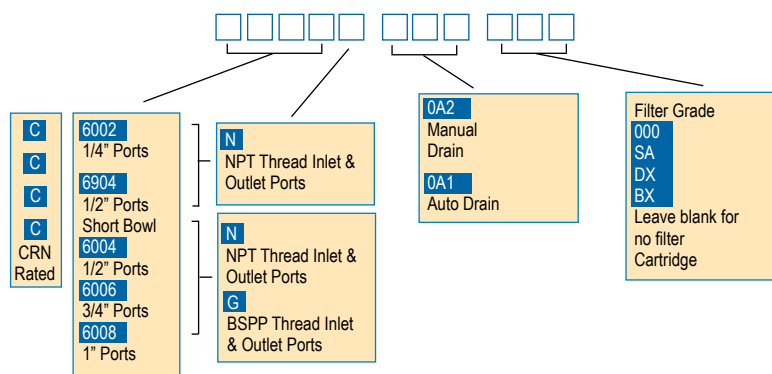 C
C
C
C
CRN
Rated
6002
1/4” Ports
6904
1/2” Ports
Short Bowl
6004
1/2” Ports
6006
3/4” Ports
6008
1” Ports
N
NPT Thread Inlet &
Outlet Ports
N
NPT Thread Inlet &
Outlet Ports
G
BSPP Thread Inlet
& Outlet Ports
0A2
Manual
Drain
0A1
Auto Drain
Filter Grade
000
SA
DX
BX
Leave blank for
no filter
Cartridge